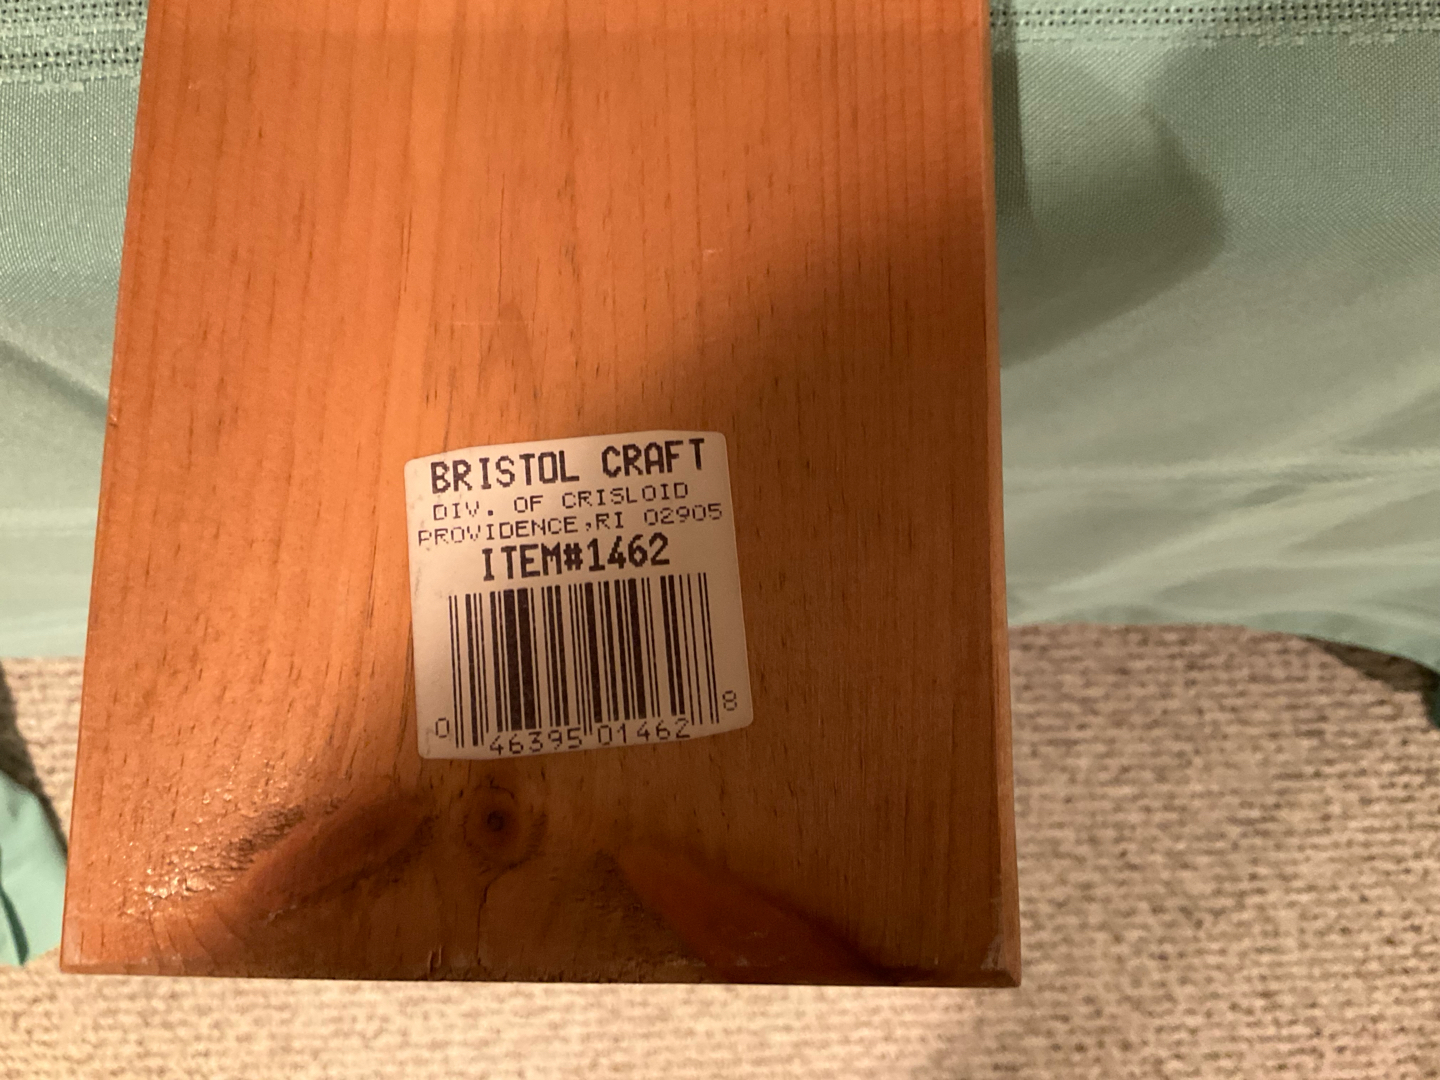 BRISTOL CRAFT
DIV. OF CRISLOID
PROVIDENCE,RI 02905
ITEM#1462
0 46395 01462 8